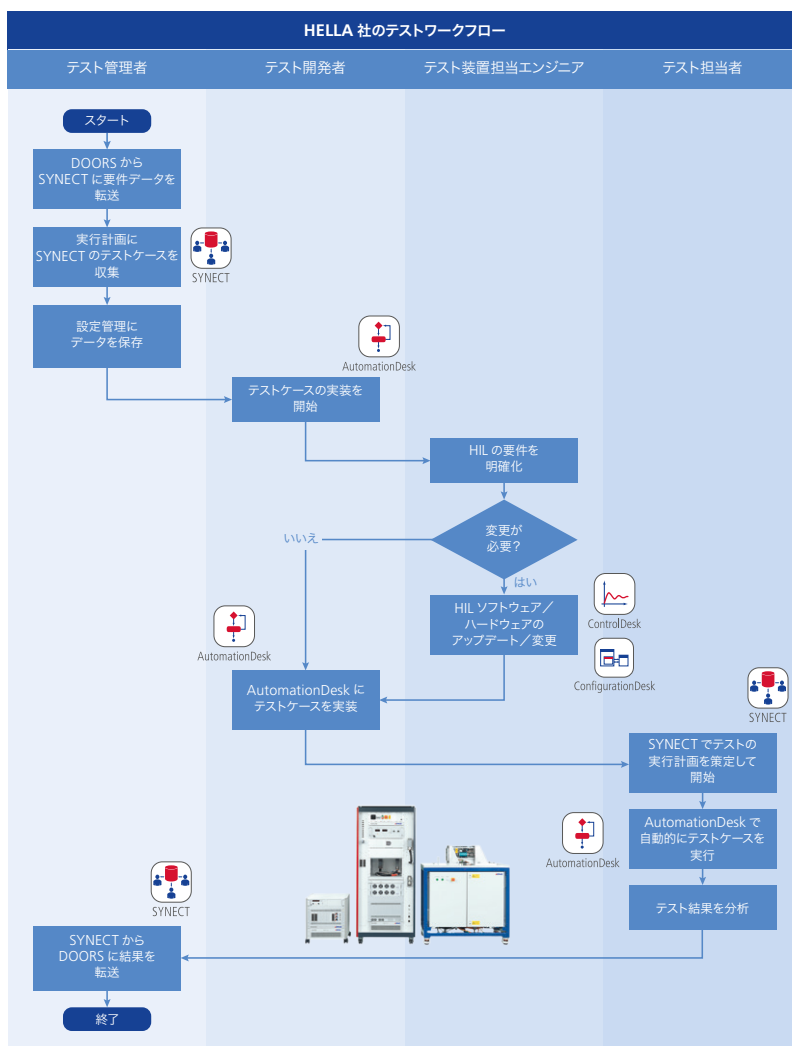 HELLA 社のテストワークフロー
テスト管理者
テスト開発者
テスト装置担当エンジニア
テスト担当者
スタート
DOORS から
SYNECT に要件データを
転送
実行計画に
SYNECT のテストケースを
収集
SYNECT
設定管理に
データを保存
AutomationDesk
テストケースの実装を
開始
HIL の要件を
明確化
変更が
必要？
いいえ
はい
HIL ソフトウェア／
ハードウェアの
アップデート／変更
ControlDesk
ConfigurationDesk
AutomationDesk
AutomationDesk に
テストケースを実装
SYNECT
SYNECT でテストの
実行計画を策定して
開始
AutomationDesk で
自動的にテストケースを
実行
AutomationDesk
テスト結果を分析
SYNECT
SYNECT から
DOORS に結果を
転送
終了